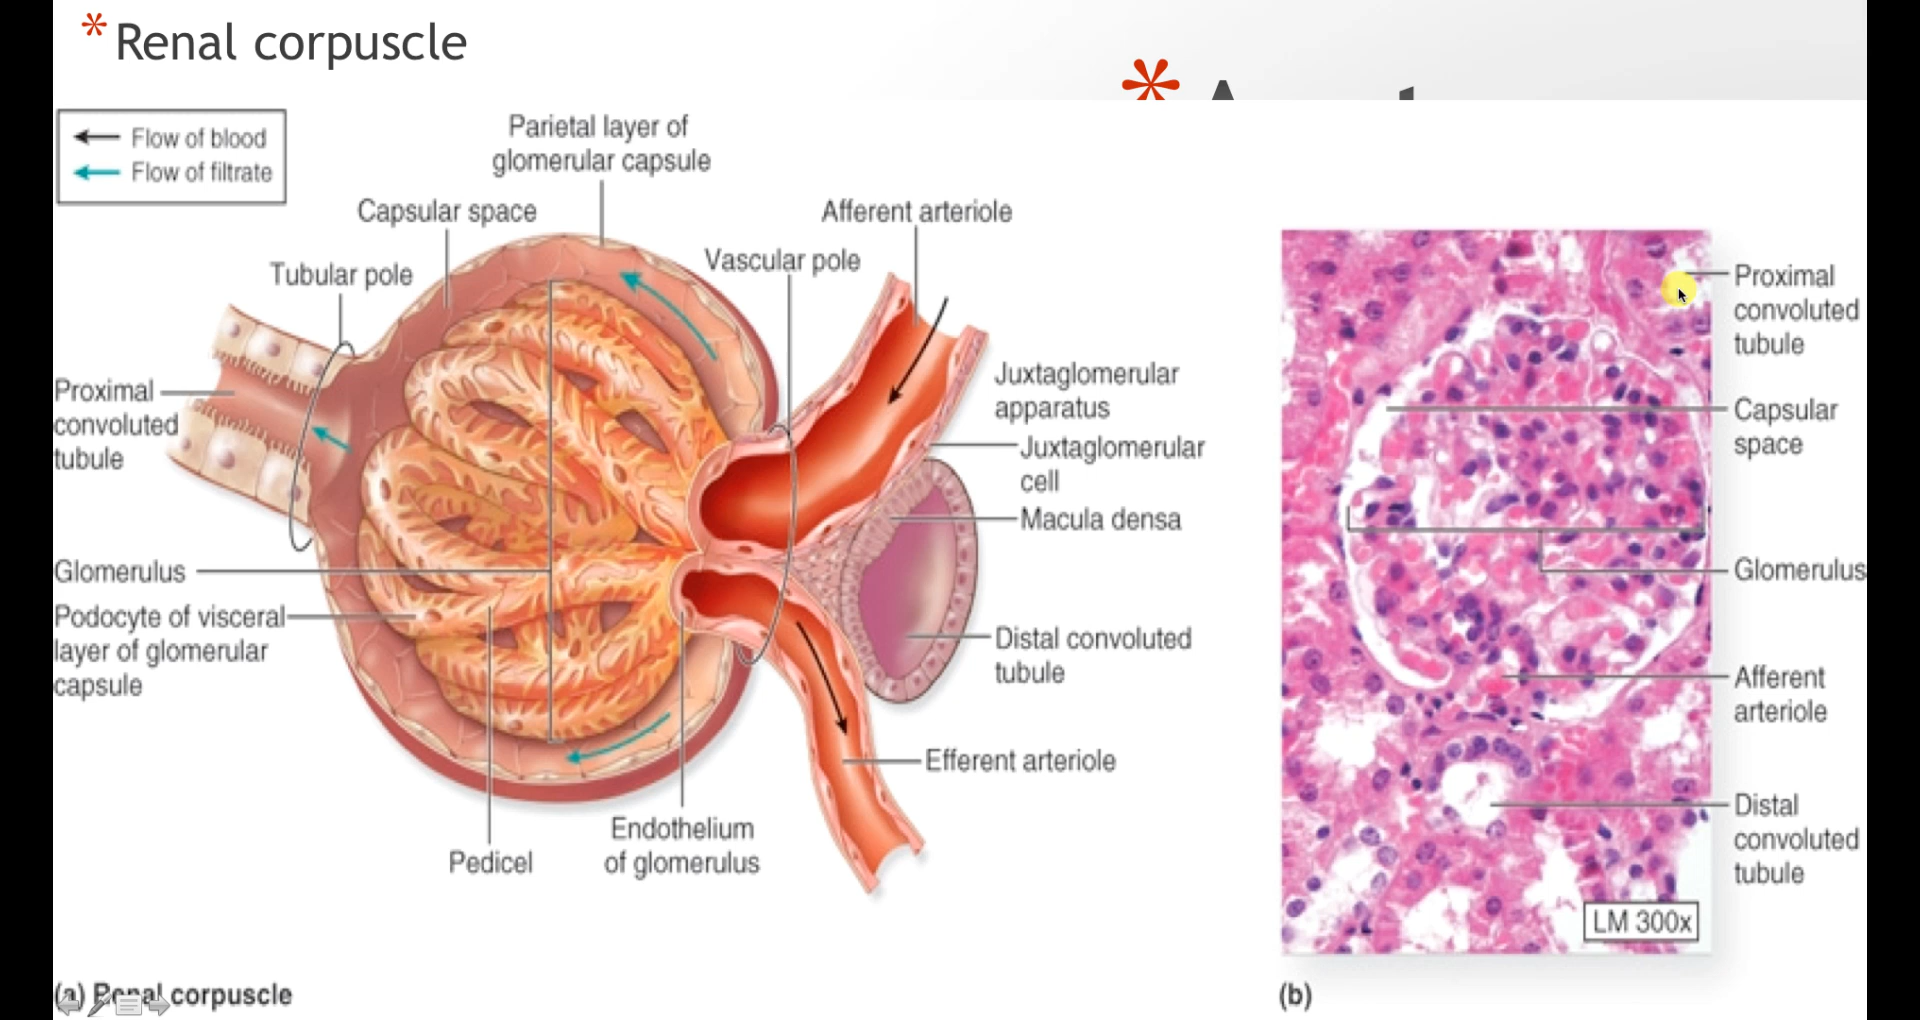 * Renal corpuscle
*
Flow of blood
Flow of filtrate
Parietal layer of
glomerular capsule
Capsular space
Afferent arteriole
Vascular pole
Tubular pole
Proximal
convoluted
tubule
Juxtaglomerular
apparatus
Juxtaglomerular
cell
Macula densa
Glomerulus
Podocyte of visceral
layer of glomerular
capsule
Distal convoluted
tubule
Efferent arteriole
Endothelium
of glomerulus
Pedicel
(a) Renal corpuscle
Proximal
convoluted
tubule
Capsular
space
Glomerulus
Afferent
arteriole
Distal
convoluted
tubule
LM 300x
(b)